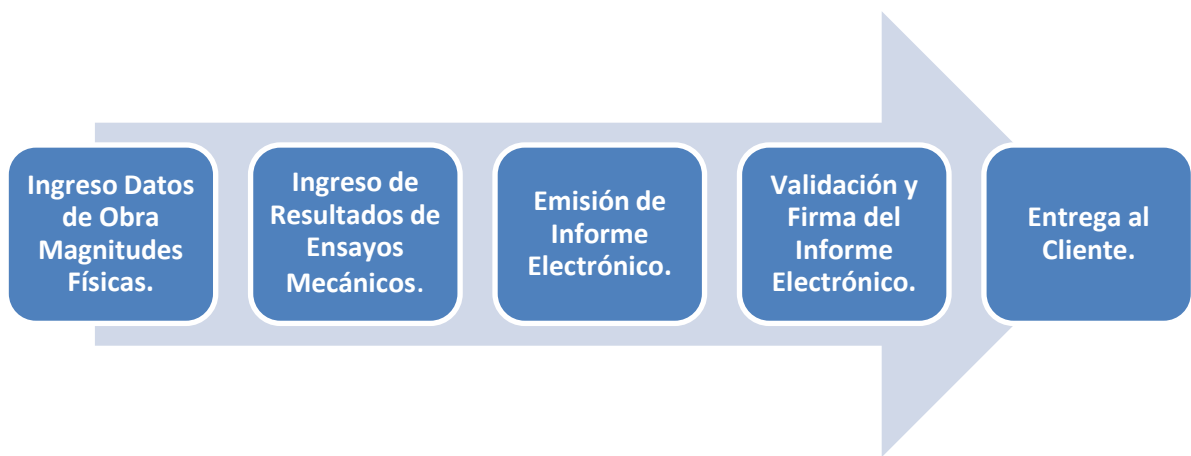 Ingreso Datos
de Obra
Magnitudes
Físicas.
Ingreso de
Resultados de
Ensayos
Mecánicos.
Emisión de
Informe
Electrónico.
Validación y
Firma del
Informe
Electrónico.
Entrega al
Cliente.